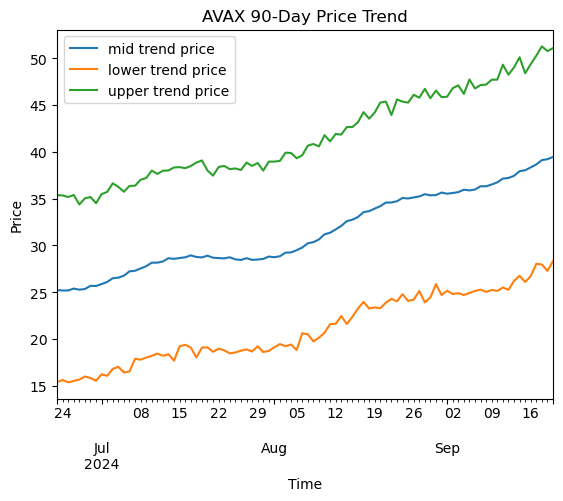 AVAX 90-Day Price Trend
mid trend price
lower trend price
upper trend price
Price
50
45
40
35
30
25
20
15
24 08 15 22 29 05 12 19 26 02 09 16
Jul Aug Sep
2024
Time